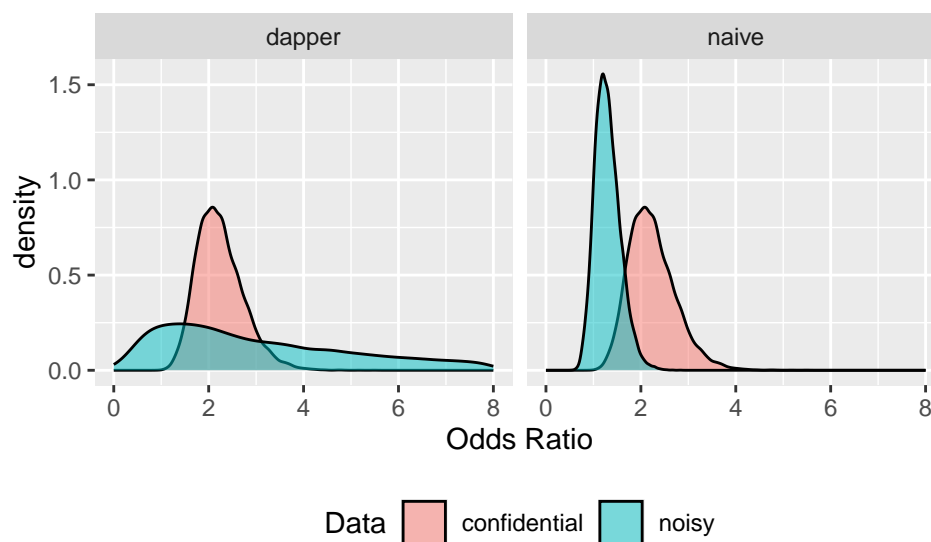 dapper naive
1.5
1.0
0.5
0.0
density
0 2 4 6 8 0 2 4 6 8
Odds Ratio
Data confidential noisy